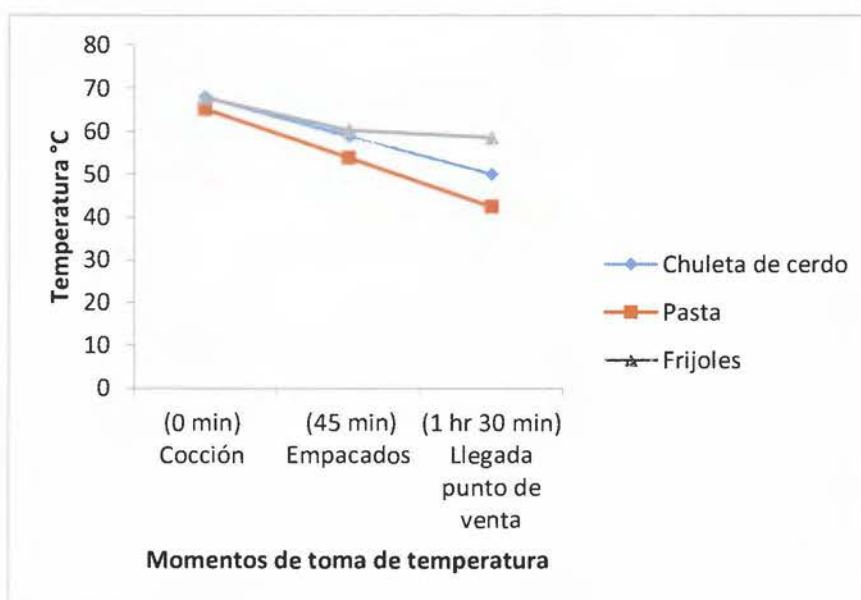 80
70
60
50
40
30
20
10
0
Temperatura °C
(0 min) (45 min) (1 hr 30 min)
Cocción Empacados Llegada
punto de
venta
Momentos de toma de temperatura
Chuleta de cerdo
Pasta
Frijoles